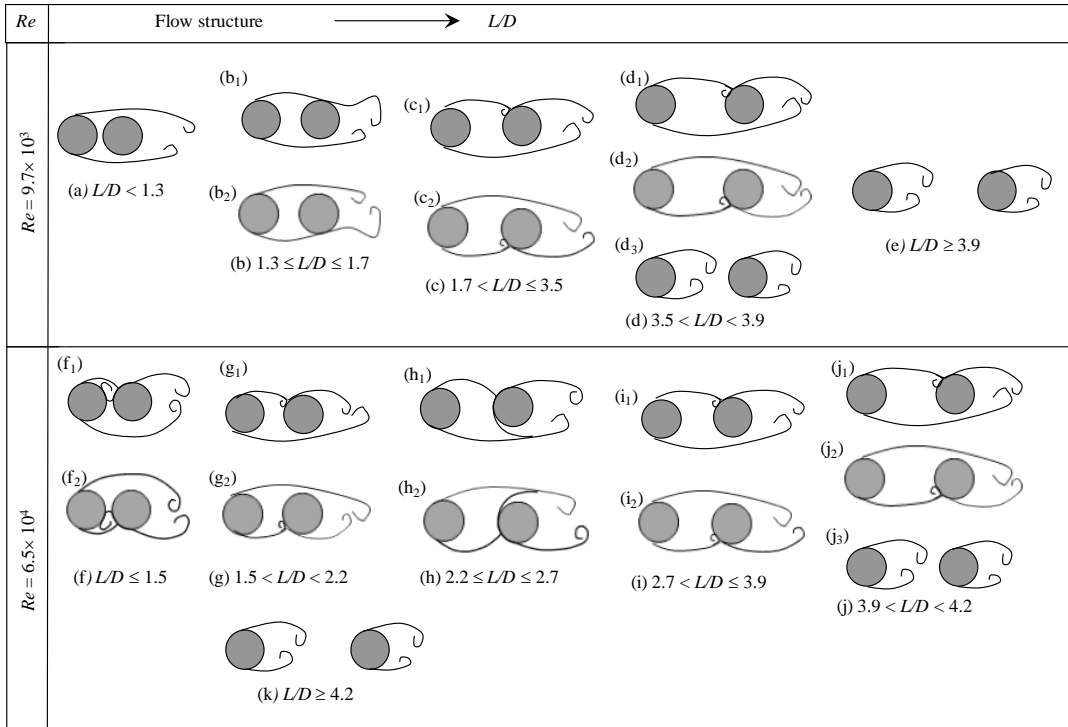 Re Flow structure L/D
Re = 9.7× 10³
(a) L/D < 1.3
(b₁)
(b₂)
(b) 1.3 ≤ L/D ≤ 1.7
(c₁)
(c₂)
(c) 1.7 < L/D ≤ 3.5
(d₁)
(d₂)
(d₃)
(d) 3.5 < L/D < 3.9
(e) L/D ≥ 3.9
Re = 6.5× 10⁴
(f₁)
(f₂)
(f) L/D ≤ 1.5
(g₁)
(g₂)
(g) 1.5 < L/D < 2.2
(h₁)
(h₂)
(h) 2.2 ≤ L/D ≤ 2.7
(i₁)
(i₂)
(i) 2.7 < L/D ≤ 3.9
(j₁)
(j₂)
(j₃)
(j) 3.9 < L/D < 4.2
(k) L/D ≥ 4.2